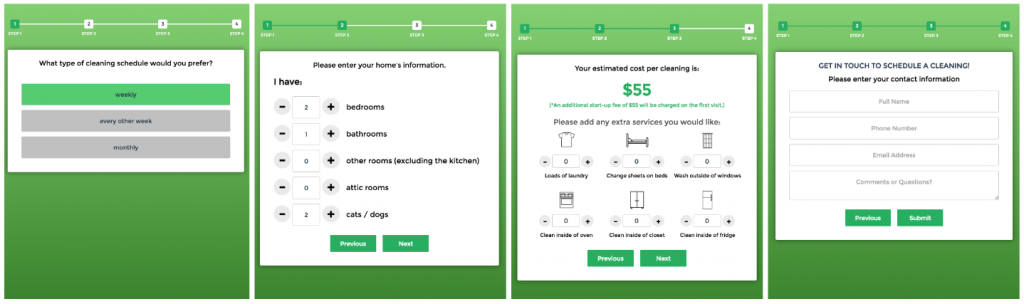 1 2 3 4
STEP 1 STEP 2 STEP 3 STEP 4
What type of cleaning schedule would you prefer?
weekly
every other week
monthly
1 2 3 4
STEP 1 STEP 2 STEP 3 STEP 4
Please enter your home's information.
I have:
- 2 + bedrooms
- 1 + bathrooms
- 0 + other rooms (excluding the kitchen)
- 0 + attic rooms
- 2 + cats / dogs
Previous Next
1 2 3 4
STEP 1 STEP 2 STEP 3 STEP 4
Your estimated cost per cleaning is:
$55
(*An additional start-up fee of $55 will be charged on the first visit.)
Please add any extra services you would like:
- 0 + - 0 + - 0 +
Loads of laundry Change sheets on beds Wash outside of windows
- 0 + - 0 + - 0 +
Clean inside of oven Clean inside of closet Clean inside of fridge
Previous Next
1 2 3 4
STEP 1 STEP 2 STEP 3 STEP 4
GET IN TOUCH TO SCHEDULE A CLEANING!
Please enter your contact information
Full Name
Phone Number
Email Address
Comments or Questions?
Previous Submit